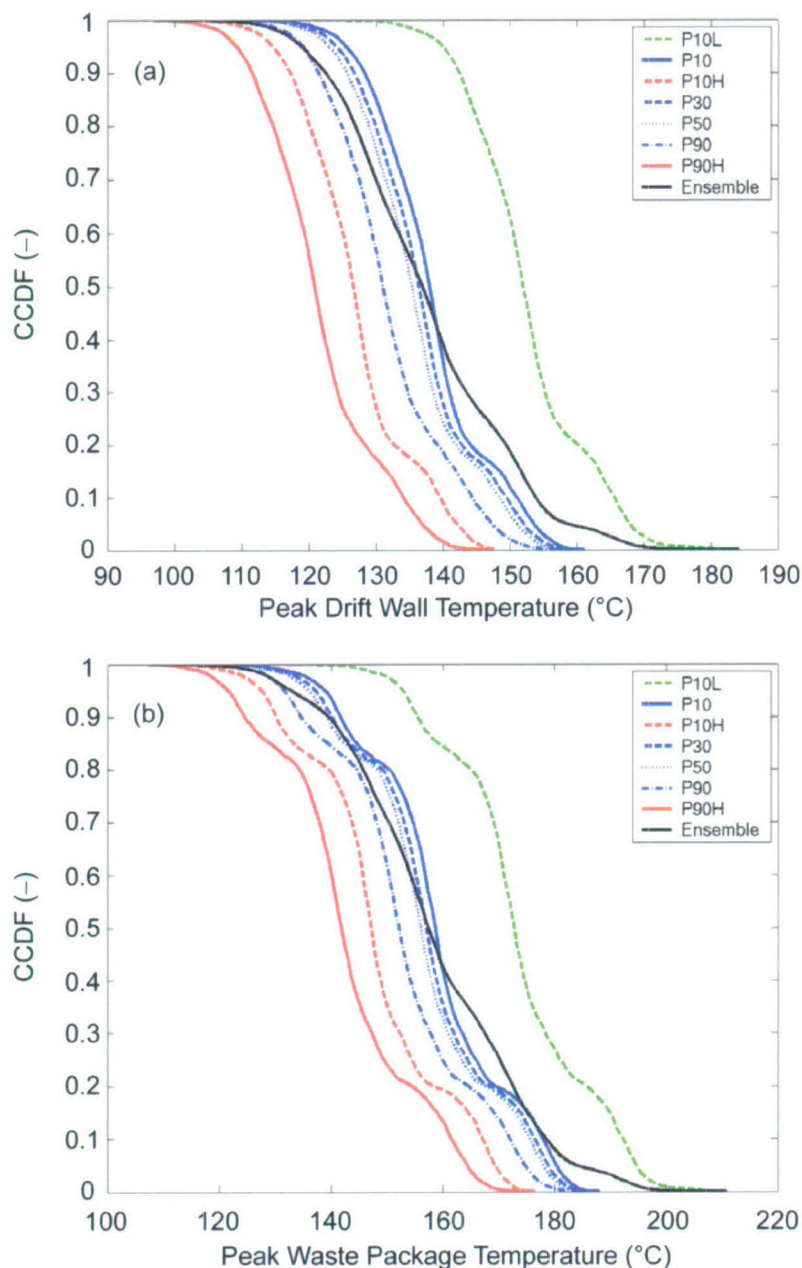 1
0.9
0.8
0.7
0.6
0.5
0.4
0.3
0.2
0.1
0
CCDF (–)
(a)
P10L
P10
P10H
P30
P50
P90
P90H
Ensemble
90 100 110 120 130 140 150 160 170 180 190
Peak Drift Wall Temperature (°C)
1
0.9
0.8
0.7
0.6
0.5
0.4
0.3
0.2
0.1
0
CCDF (–)
(b)
P10L
P10
P10H
P30
P50
P90
P90H
Ensemble
100 120 140 160 180 200 220
Peak Waste Package Temperature (°C)